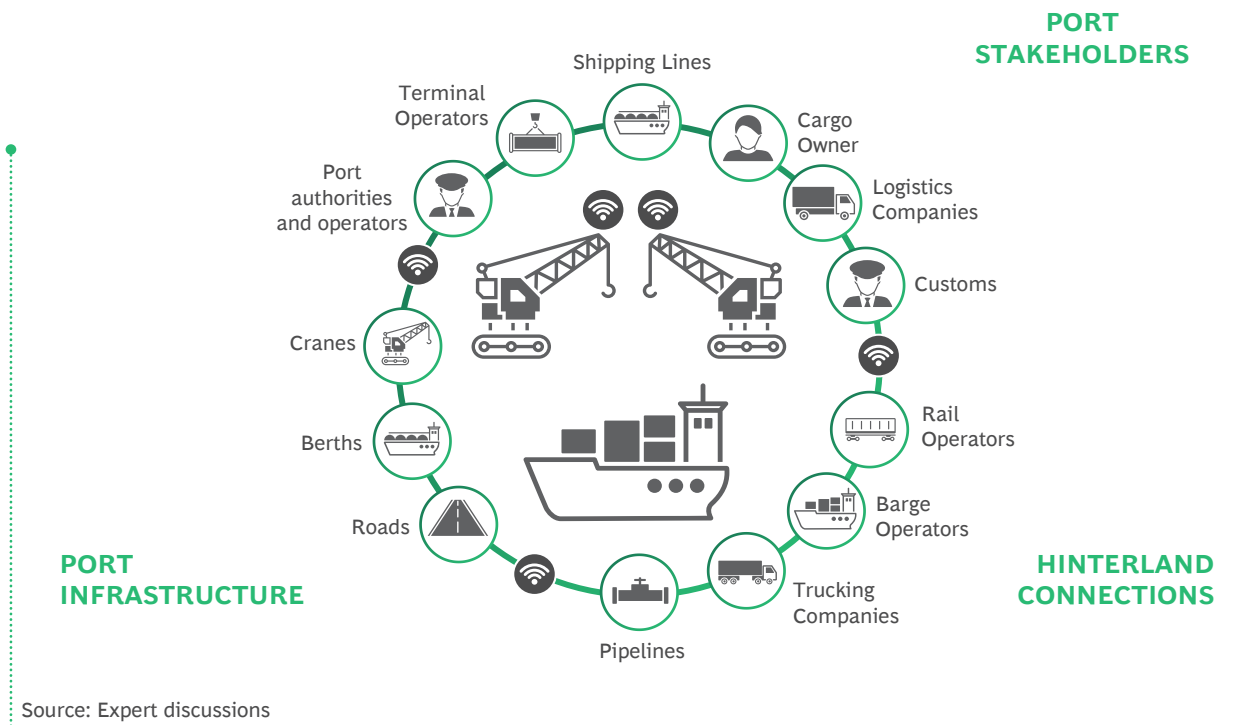 PORT
STAKEHOLDERS
Shipping Lines
Terminal
Operators
Cargo
Owner
Port
authorities
and operators
Logistics
Companies
Customs
Cranes
Rail
Operators
Berths
Barge
Operators
Roads
PORT
INFRASTRUCTURE
HINTERLAND
CONNECTIONS
Trucking
Companies
Pipelines
Source: Expert discussions